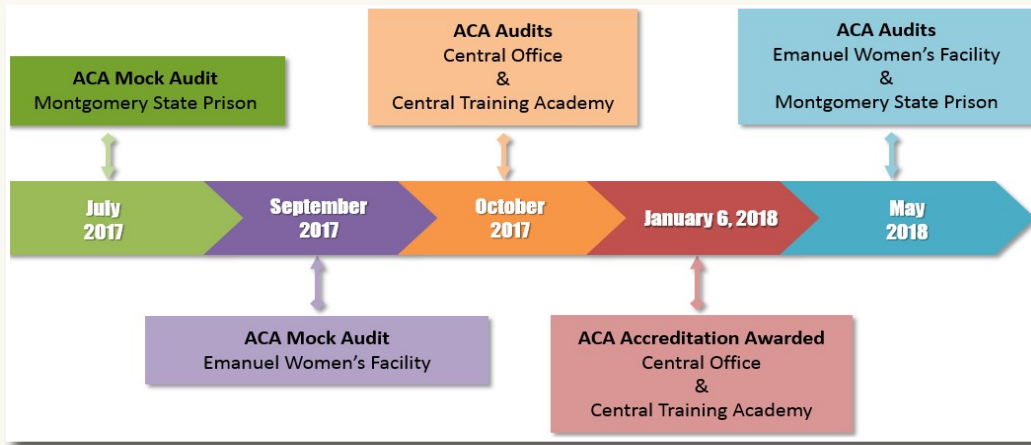 ACA Mock Audit
Montgomery State Prison
ACA Audits
Central Office
&
Central Training Academy
ACA Audits
Emanuel Women's Facility
&
Montgomery State Prison
July
2017
September
2017
October
2017
January 6, 2018
May
2018
ACA Mock Audit
Emanuel Women's Facility
ACA Accreditation Awarded
Central Office
&
Central Training Academy